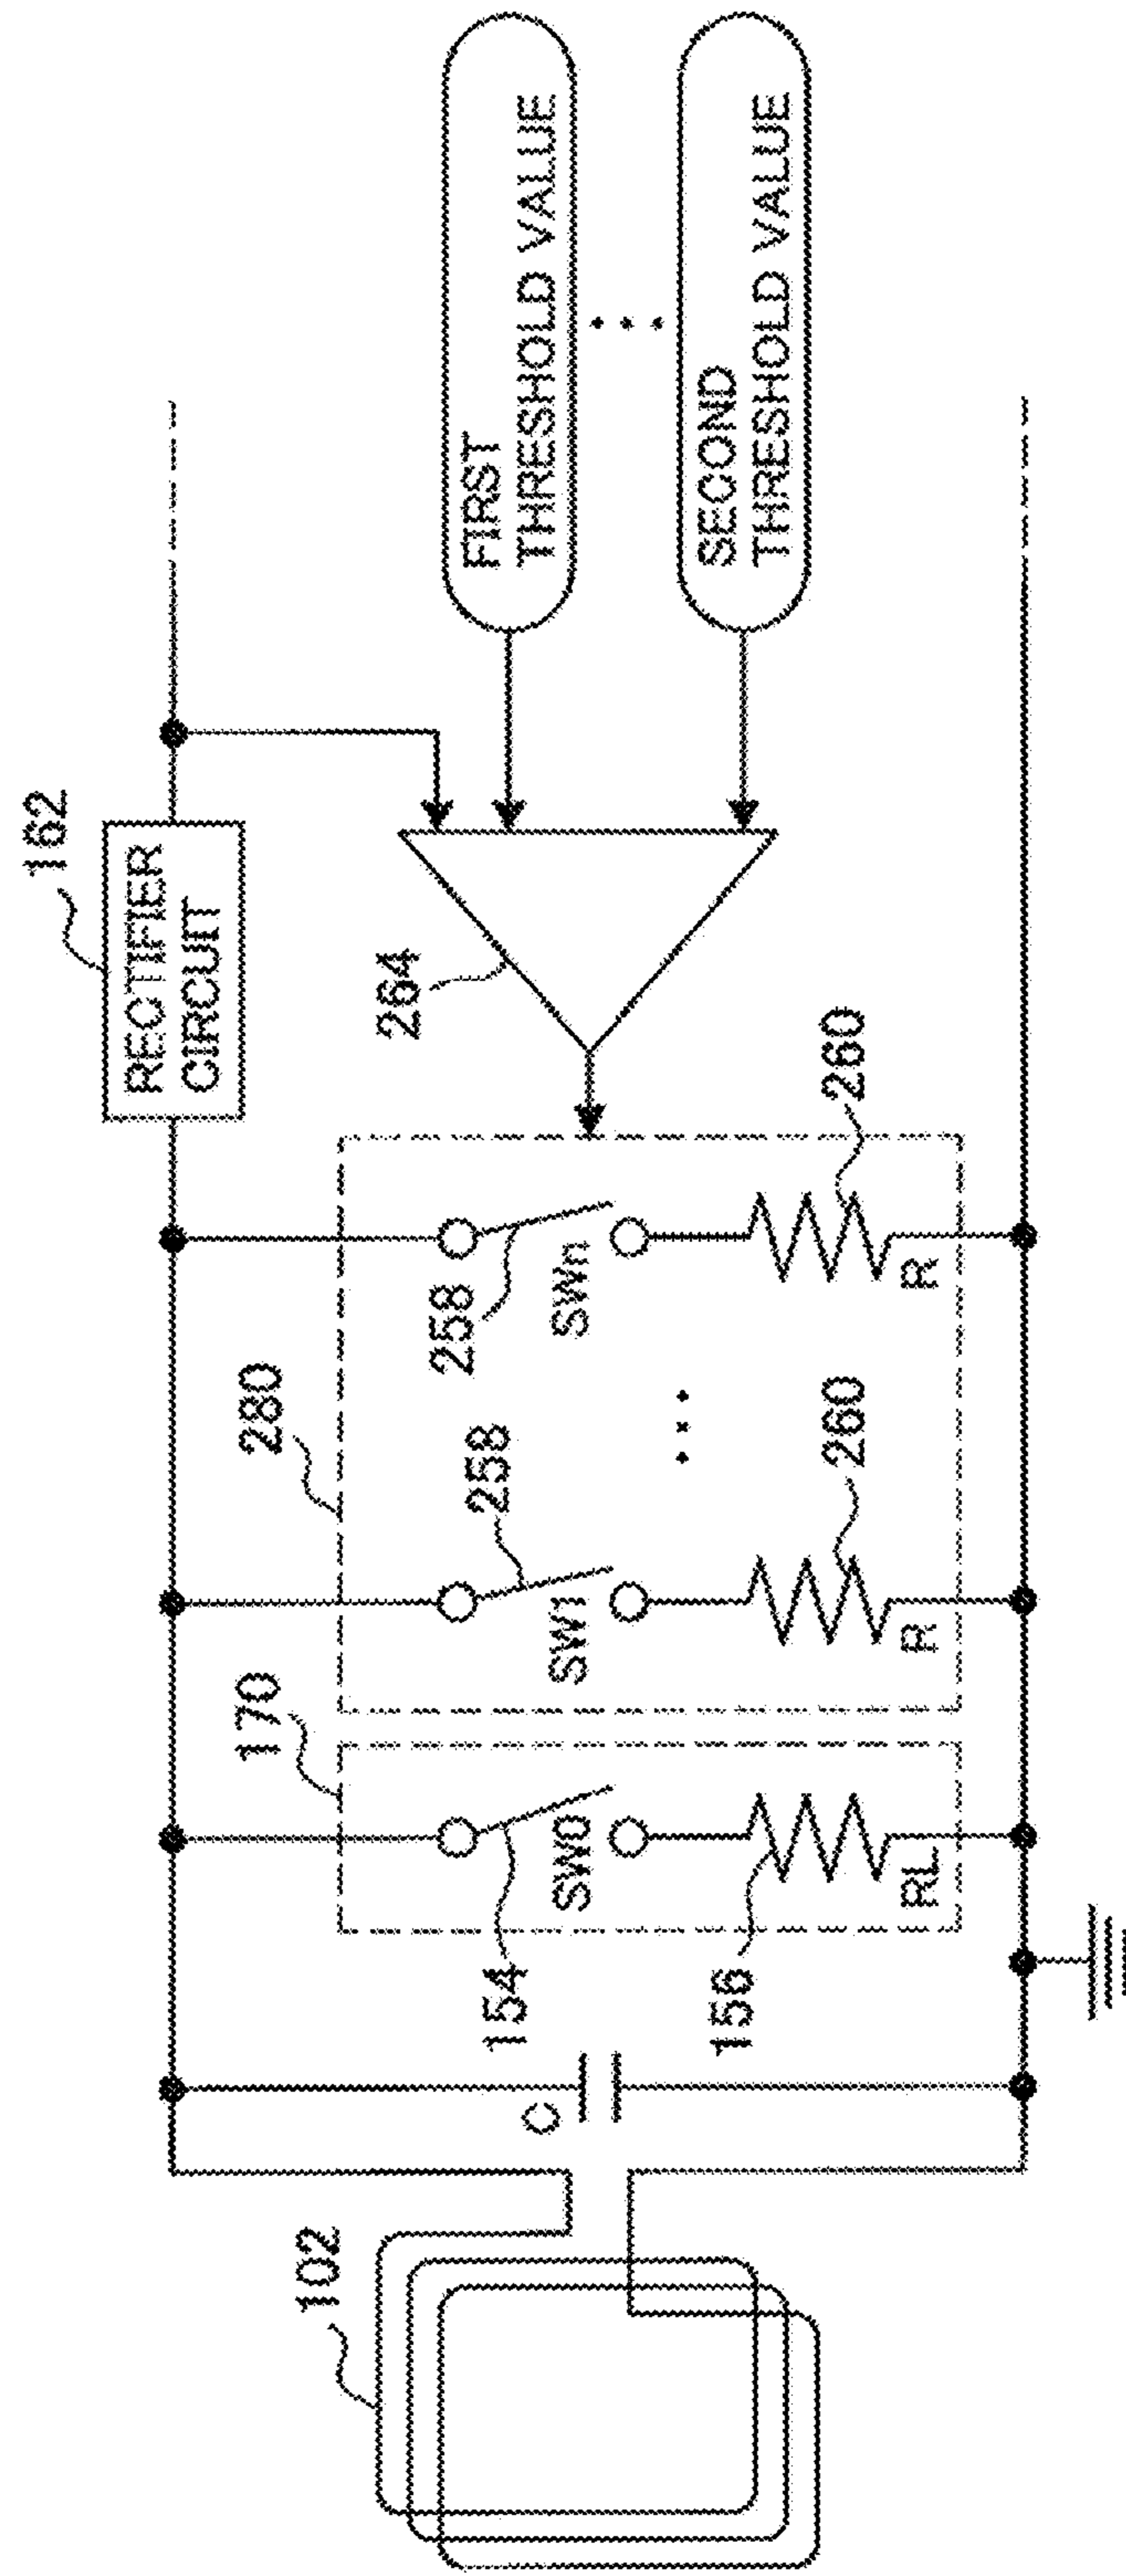 162
RECTIFIER
CIRCUIT
FIRST
THRESHOLD VALUE
SECOND
THRESHOLD VALUE
264
280
170
102
258
258
154
SW0
SW1
SWn
C
156
260
260
RL
R
R